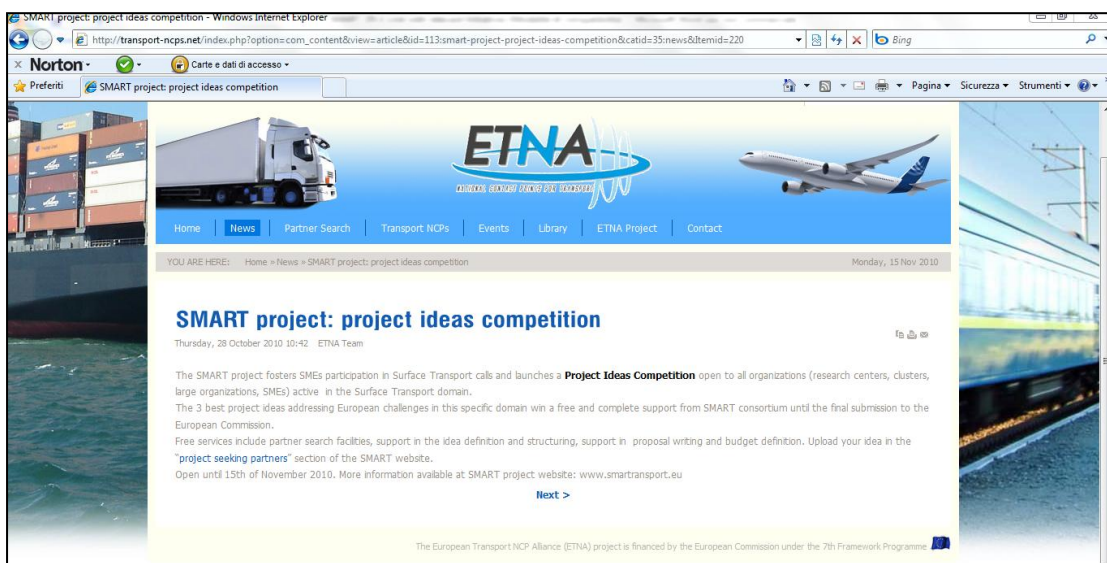 SMART project: project ideas competition - Windows Internet Explorer
http://transport-ncps.net/index.php?option=com_content&view=article&id=113:smart-project-project-ideas-competition&catid=35:news&Itemid=220
Bing
Norton
Carte e dati di accesso
Preferiti
SMART project: project ideas competition
Pagina
Sicurezza
Strumenti
ETNA
NATIONAL CONTACT POINTS FOR TRANSPORT
Home News Partner Search Transport NCPs Events Library ETNA Project Contact
YOU ARE HERE: Home » News » SMART project: project ideas competition
Monday, 15 Nov 2010
SMART project: project ideas competition
Thursday, 28 October 2010 10:42 ETNA Team
The SMART project fosters SMEs participation in Surface Transport calls and launches a Project Ideas Competition open to all organizations (research centers, clusters,
large organizations, SMEs) active in the Surface Transport domain.
The 3 best project ideas addressing European challenges in this specific domain win a free and complete support from SMART consortium until the final submission to the
European Commission.
Free services include partner search facilities, support in the idea definition and structuring, support in proposal writing and budget definition. Upload your idea in the
"project seeking partners" section of the SMART website.
Open until 15th of November 2010. More information available at SMART project website: www.smartransport.eu
Next >
The European Transport NCP Alliance (ETNA) project is financed by the European Commission under the 7th Framework Programme